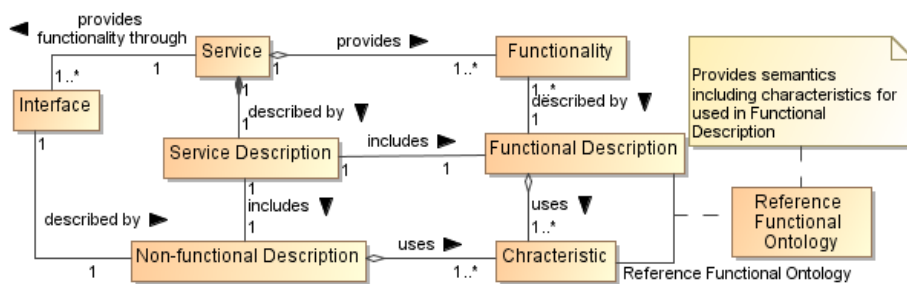 provides
functionality through
Service
provides
Functionality
1
1
1..*
1..*
1
1..*
Interface
described by
described by
Provides semantics
including characteristics for
used in Functional
Description
1
1
1
Service Description
includes
Functional Description
1
1
1
includes
uses
described by
1
1..*
Reference
Functional
Ontology
Non-functional Description
uses
Chracteristic
1
1..*
Reference Functional Ontology